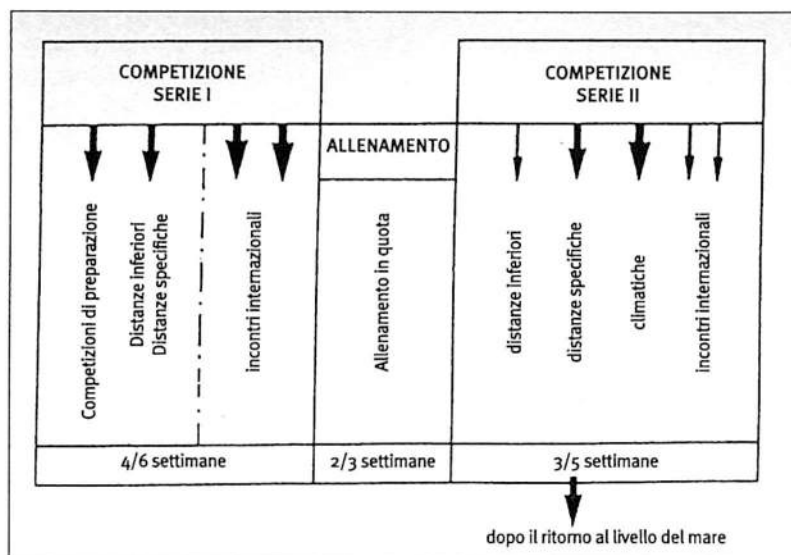 COMPETIZIONE
SERIE I
COMPETIZIONE
SERIE II
ALLENAMENTO
Competizioni di preparazione
Distanze inferiori
Distanze specifiche
incontri internazionali
Allenamento in quota
distanze inferiori
distanze specifiche
climatiche
incontri internazionali
4/6 settimane
2/3 settimane
3/5 settimane
dopo il ritorno al livello del mare